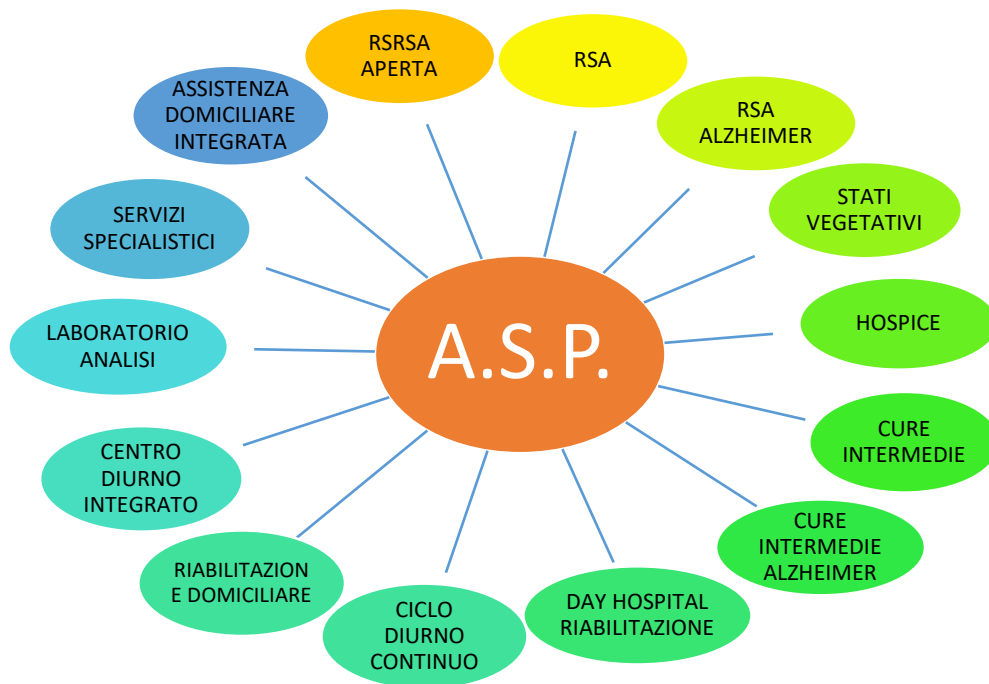 RSRSA
APERTA
RSA
RSA
ALZHEIMER
STATI
VEGETATIVI
HOSPICE
CURE
INTERMEDIE
CURE
INTERMEDIE
ALZHEIMER
DAY HOSPITAL
RIABILITAZIONE
CICLO
DIURNO
CONTINUO
RIABILITAZION
E DOMICILIARE
CENTRO
DIURNO
INTEGRATO
LABORATORIO
ANALISI
SERVIZI
SPECIALISTICI
ASSISTENZA
DOMICILIARE
INTEGRATA
A.S.P.